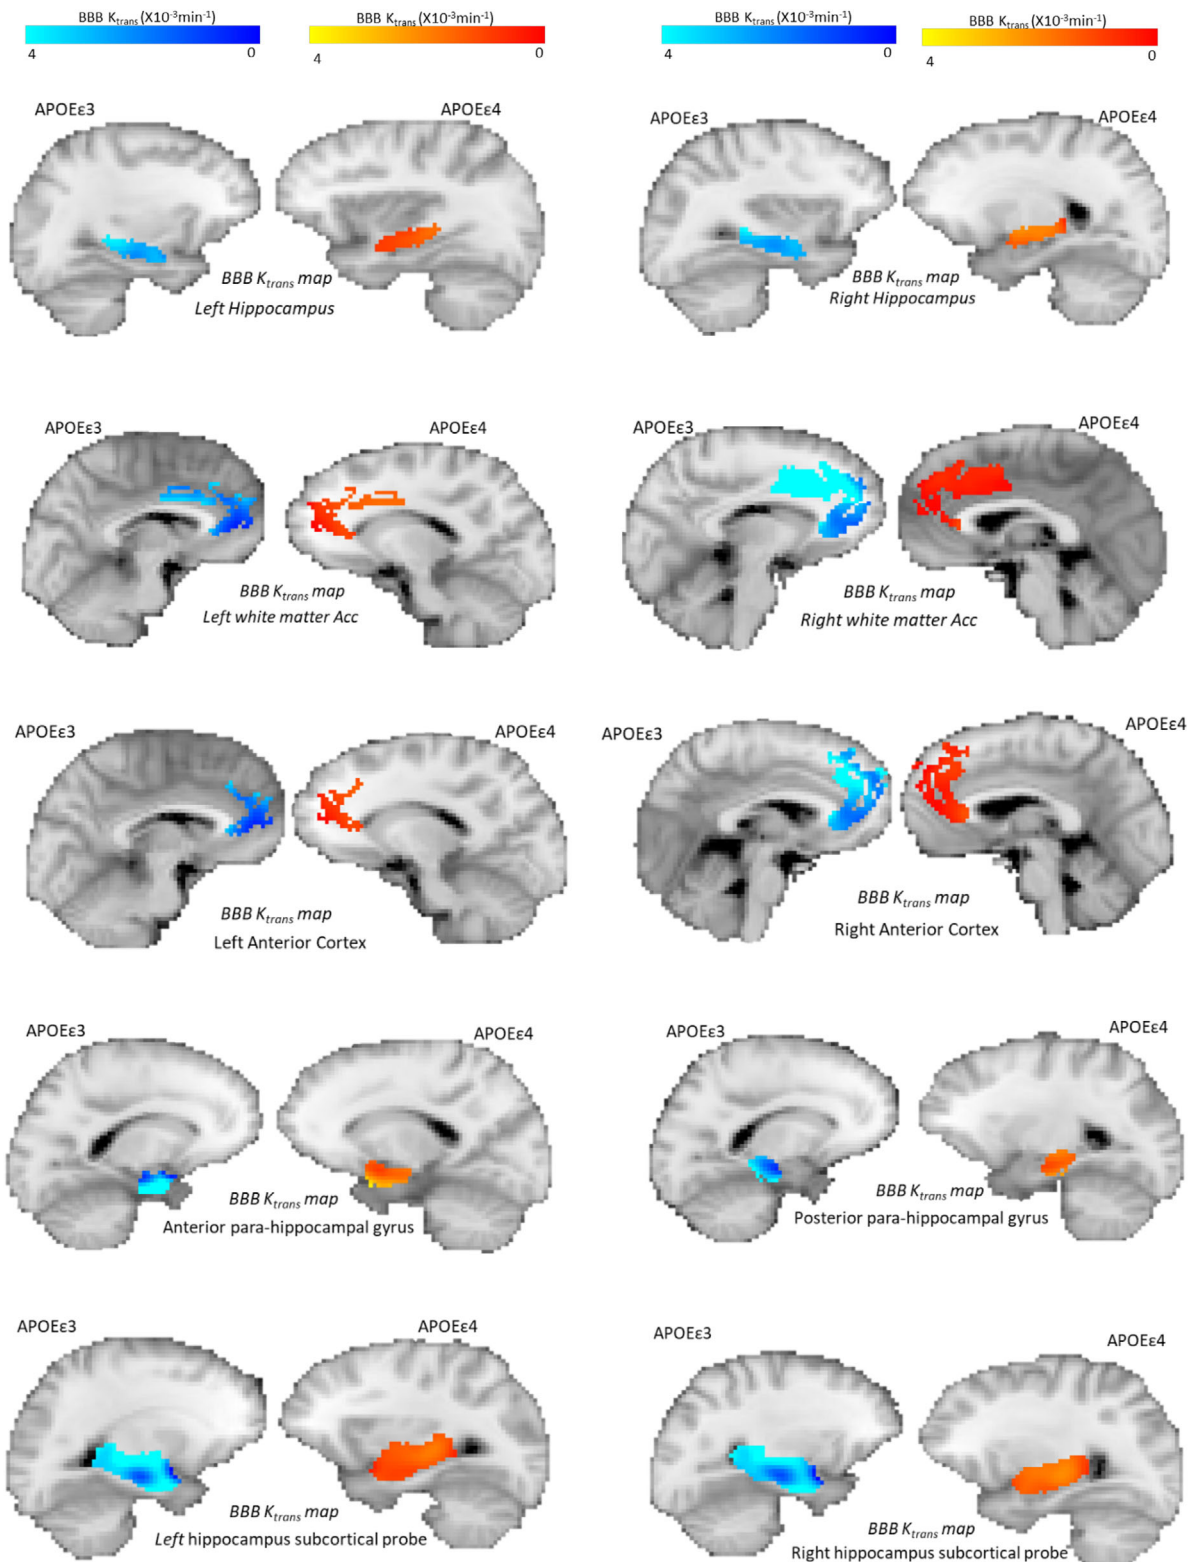 BBB Ktrans (X10-3min-1)
4 0
BBB Ktrans (X10-3min-1)
4 0
BBB Ktrans (X10-3min-1)
4 0
BBB Ktrans (X10-3min-1)
4 0
APOEε3
APOEε4
BBB Ktrans map
Left Hippocampus
APOEε3
APOEε4
BBB Ktrans map
Right Hippocampus
APOEε3
APOEε4
BBB Ktrans map
Left white matter Acc
APOEε3
APOEε4
BBB Ktrans map
Right white matter Acc
APOEε3
APOEε4
BBB Ktrans map
Left Anterior Cortex
APOEε3
APOEε4
BBB Ktrans map
Right Anterior Cortex
APOEε3
APOEε4
BBB Ktrans map
Anterior para-hippocampal gyrus
APOEε3
APOEε4
BBB Ktrans map
Posterior para-hippocampal gyrus
APOEε3
APOEε4
BBB Ktrans map
Left hippocampus subcortical probe
APOEε3
APOEε4
BBB Ktrans map
Right hippocampus subcortical probe